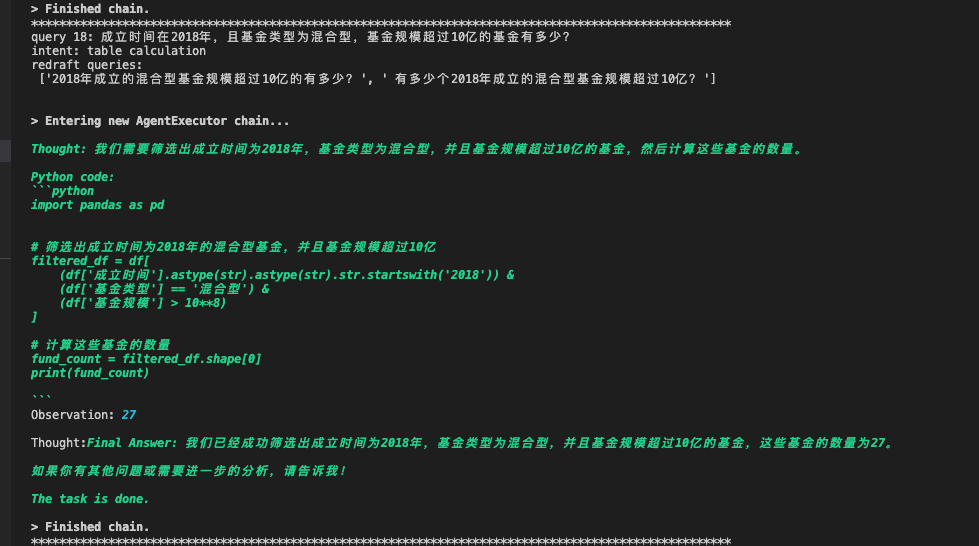 > Finished chain.
****************************************************************************************************
query 18: 成立时间在2018年，且基金类型为混合型，基金规模超过10亿的基金有多少？
intent: table calculation
redraft queries:
['2018年成立的混合型基金规模超过10亿的有多少？', ' 有多少个2018年成立的混合型基金规模超过10亿？']
> Entering new AgentExecutor chain...
Thought: 我们需要筛选出成立时间为2018年，基金类型为混合型，并且基金规模超过10亿的基金，然后计算这些基金的数量。
Python code:
```python
import pandas as pd
# 筛选出成立时间为2018年的混合型基金，并且基金规模超过10亿
filtered_df = df[
(df['成立时间'].astype(str).astype(str).str.startswith('2018')) &
(df['基金类型'] == '混合型') &
(df['基金规模'] > 10**8)
]
# 计算这些基金的数量
fund_count = filtered_df.shape[0]
print(fund_count)
```
Observation: 27
Thought:Final Answer: 我们已经成功筛选出成立时间为2018年，基金类型为混合型，并且基金规模超过10亿的基金，这些基金的数量为27。
如果你有其他问题或需要进一步的分析，请告诉我！
The task is done.
> Finished chain.
****************************************************************************************************